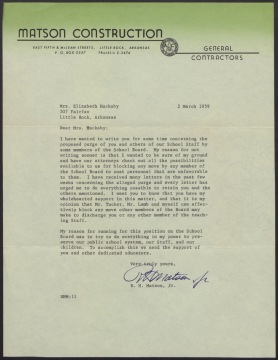 MATSON CONSTRUCTION
EAST FIFTH & McLEAN STREETS, LITTLE ROCK, ARKANSAS
P. O. BOX
GENERAL
CONTRACTORS
Mrs. Elizabeth Huckaby
2 March 1959
Little Rock, Arkansas
Dear Mrs. Huckaby:
I have wanted to write you for some time concerning the
proposed purge of you and others of our School Staff by
some members of the School Board. My reason for not
writing sooner is that I wanted to be sure of my ground
and have our attorneys check out all the possibilities
available to us for blocking any move by any member of
the School Board to oust personnel that are unfavorable
to them. I have received many letters in the past few
weeks concerning the alleged purge and every letter has
urged me to do everything possible to retain you and the
others mentioned. I want you to know that you have my
wholehearted support in this matter, and that it is my
opinion that Mr. Tucker, Mr. Lamb and myself can effec-
tively block any move other members of the Board may
make to discharge you or any other member of the teach-
ing Staff.
My reason for running for this position on the School
Board was to try to do everything in my power to pre-
serve our public school system, our Staff, and our
children. To accomplish this we need the support of
you and other dedicated educators.
Very truly yours,
Matson Jr
R. H. Matson, Jr.